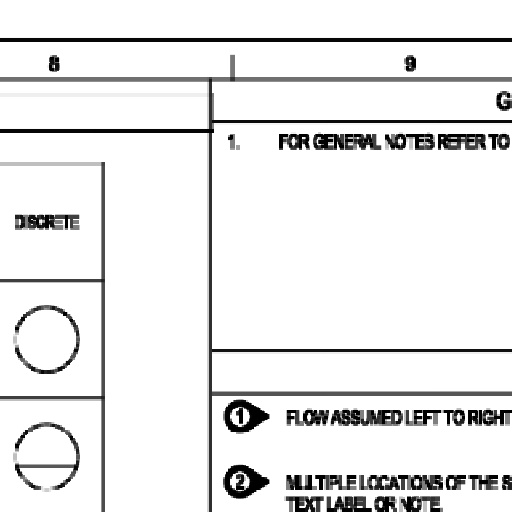 8 9
G
1. FOR GENERAL NOTES REFER TO
DISCRETE
1 FLOW ASSUMED LEFT TO RIGHT
2 MULTIPLE LOCATIONS OF THE S
TEXT LABEL OR NOTE.